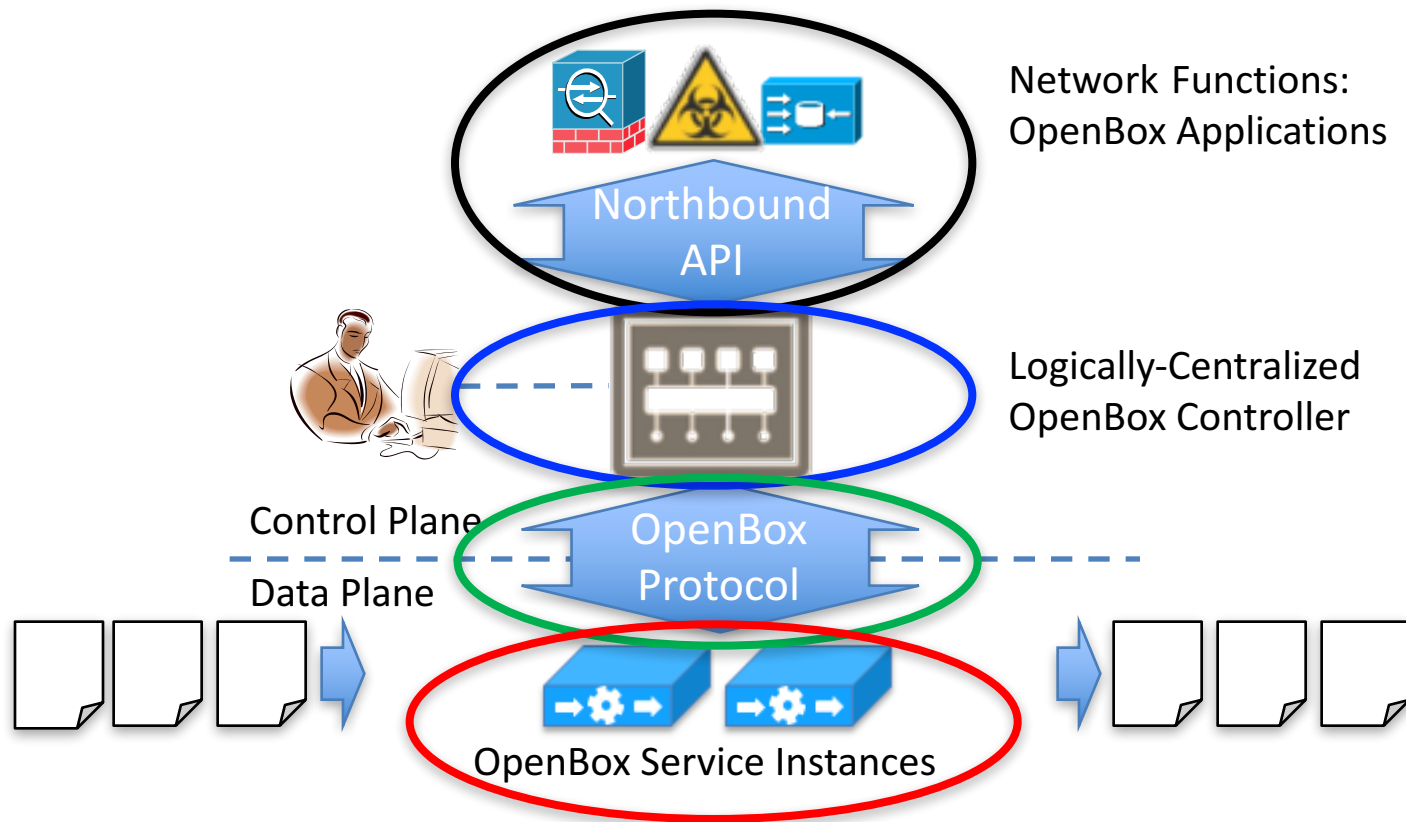 Network Functions:
OpenBox Applications
Northbound
API
Logically-Centralized
OpenBox Controller
Control Plane
OpenBox
Protocol
Data Plane
OpenBox Service Instances